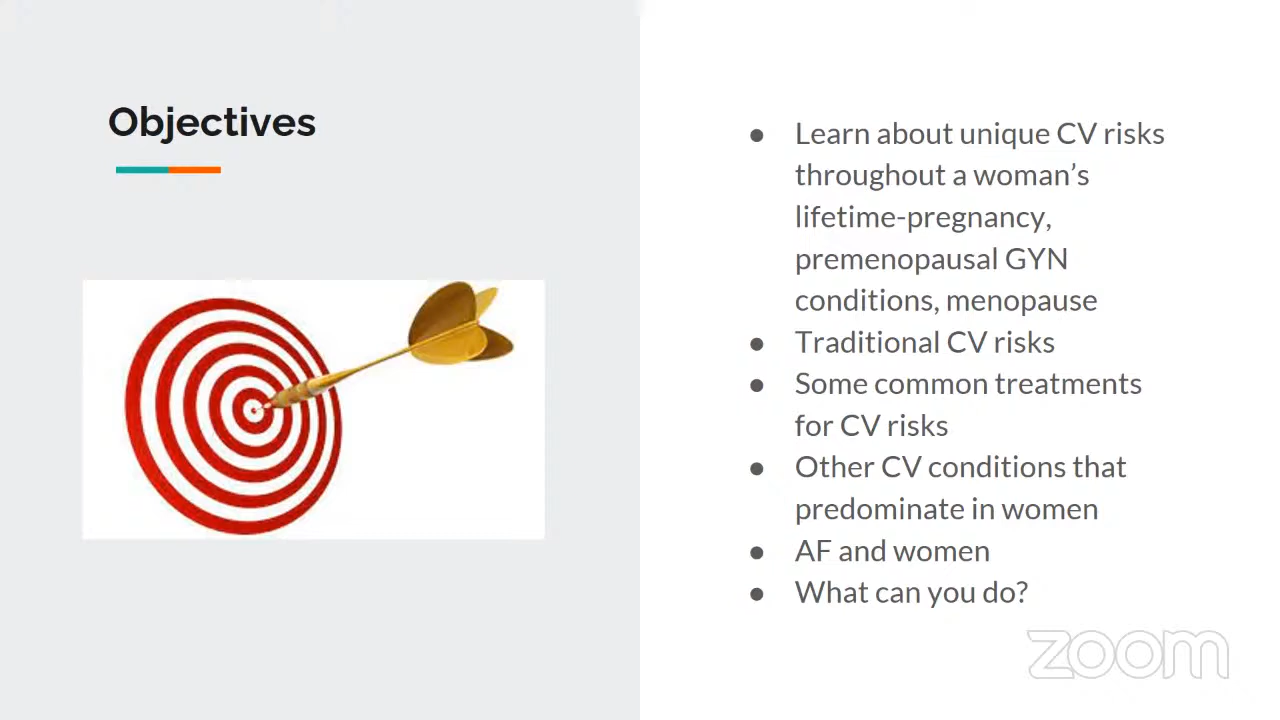 Objectives
● Learn about unique CV risks
throughout a woman’s
lifetime-pregnancy,
premenopausal GYN
conditions, menopause
● Traditional CV risks
● Some common treatments
for CV risks
● Other CV conditions that
predominate in women
● AF and women
● What can you do?
zoom